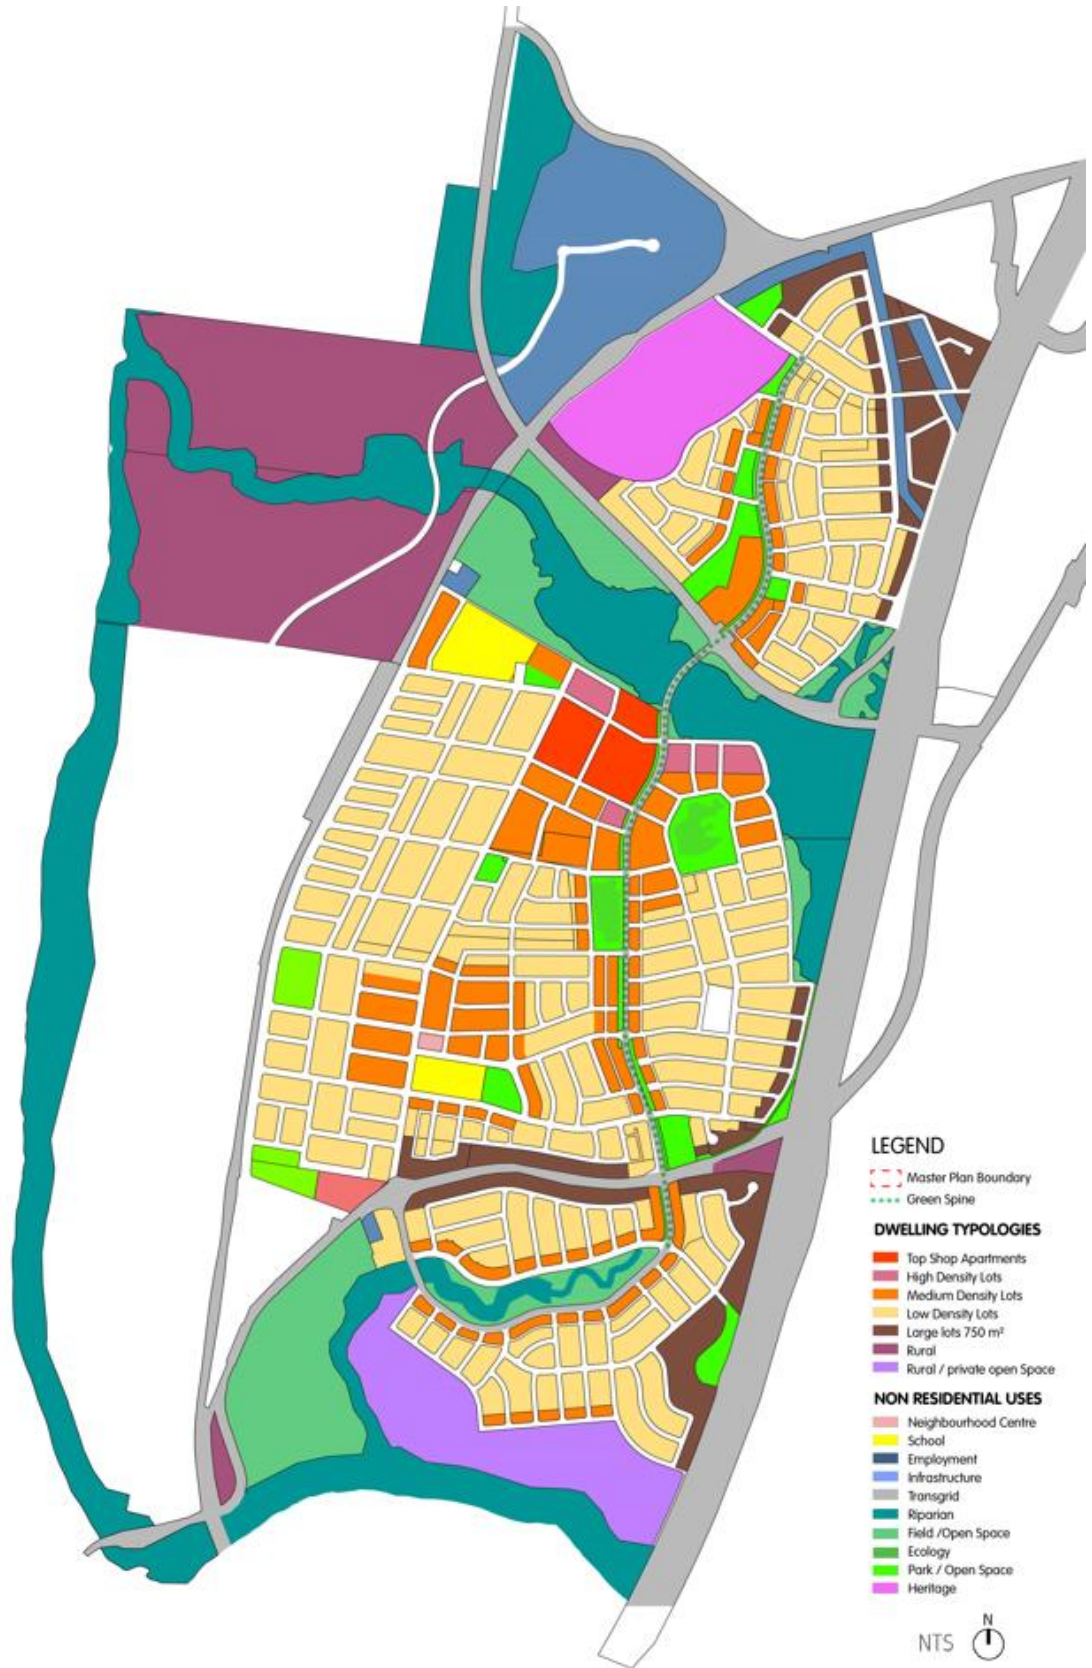 LEGEND
Master Plan Boundary
Green Spine
DWELLING TYPOLOGIES
Top Shop Apartments
High Density Lots
Medium Density Lots
Low Density Lots
Large lots 750 m²
Rural
Rural / private open Space
NON RESIDENTIAL USES
Neighbourhood Centre
School
Employment
Infrastructure
Transgrid
Riparian
Field /Open Space
Ecology
Park / Open Space
Heritage
N
NTS